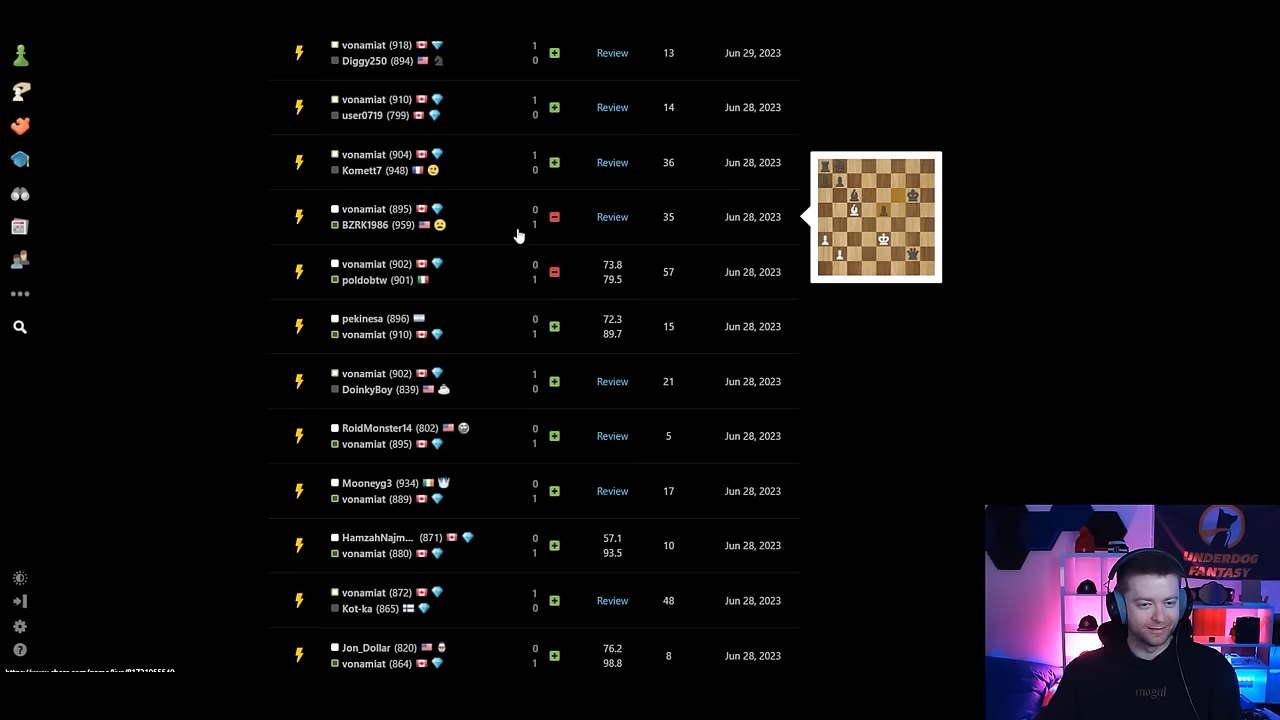 vonamiat (918) 1
Diggy250 (894) 0
Review 13 Jun 29, 2023
vonamiat (910) 1
user0719 (799) 0
Review 14 Jun 28, 2023
vonamiat (904) 1
Komett7 (948) 0
Review 36 Jun 28, 2023
vonamiat (895) 0
BZRK1986 (959) 1
Review 35 Jun 28, 2023
vonamiat (902) 0 73.8
poldobtw (901) 1 79.5
57 Jun 28, 2023
pekinesa (896) 0 72.3
vonamiat (910) 1 89.7
15 Jun 28, 2023
vonamiat (902) 1
DoinkyBoy (839) 0
Review 21 Jun 28, 2023
RoidMonster14 (802) 0
vonamiat (895) 1
Review 5 Jun 28, 2023
Mooneyg3 (934) 0
vonamiat (889) 1
Review 17 Jun 28, 2023
HamzahNajm... (871) 0 57.1
vonamiat (880) 1 93.5
10 Jun 28, 2023
vonamiat (872) 1
Kot-ka (865) 0
Review 48 Jun 28, 2023
Jon_Dollar (820) 0 76.2
vonamiat (864) 1 98.8
8 Jun 28, 2023
UNDERDOG
FANTASY
mogul